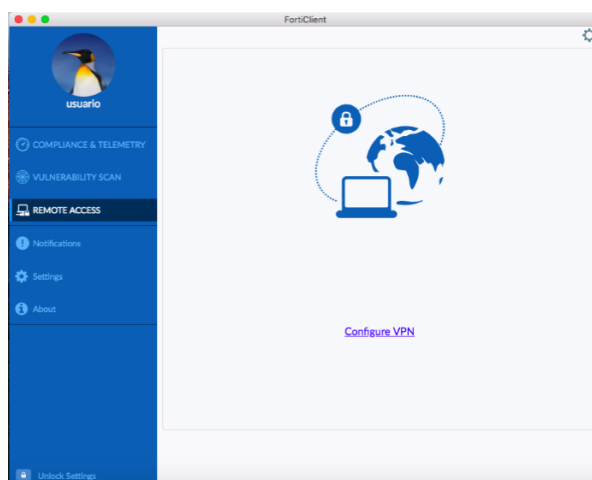 FortiClient
usuario
COMPLIANCE & TELEMETRY
VULNERABILITY SCAN
REMOTE ACCESS
Notifications
Settings
About
Configure VPN
Unlock Settings